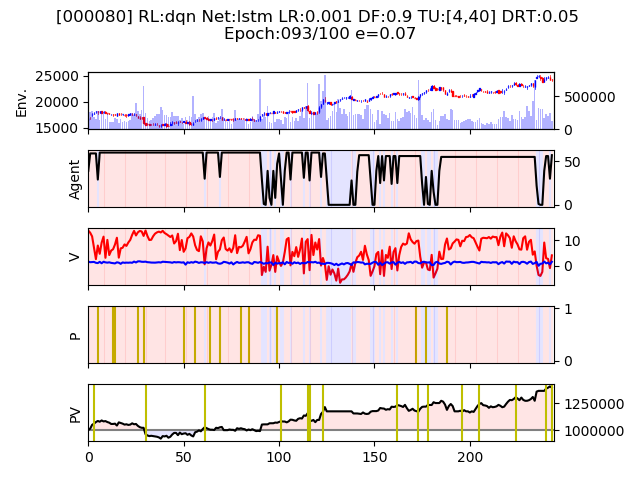 [000080] RL:dqn Net:lstm LR:0.001 DF:0.9 TU:[4,40] DRT:0.05
Epoch:093/100 e=0.07
Env.
25000
20000
15000
500000
0
Agent
50
0
V
10
0
P
1
0
PV
1250000
1000000
0 50 100 150 200